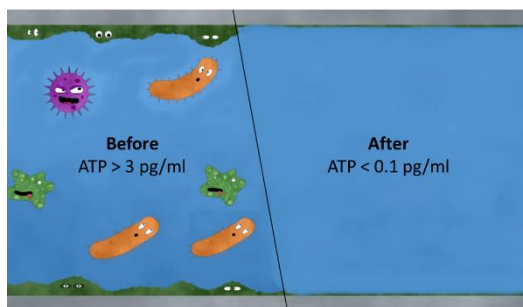 Before
ATP > 3 pg/ml
After
ATP < 0.1 pg/ml